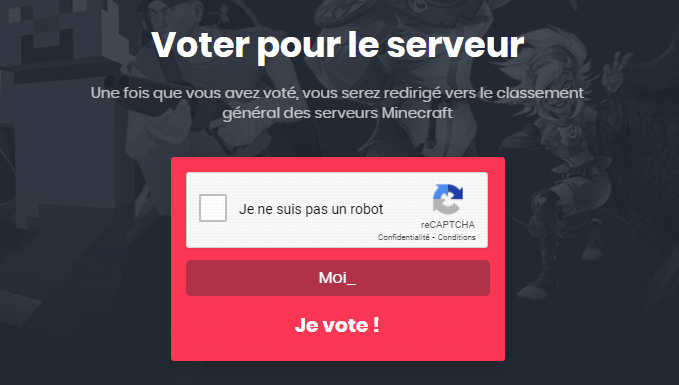 Voter pour le serveur
Une fois que vous avez voté, vous serez redirigé vers le classement
général des serveurs Minecraft
Je ne suis pas un robot
reCAPTCHA
Confidentialité - Conditions
Moi_
Je vote !